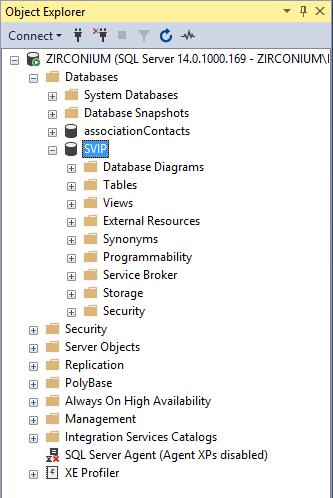 Object Explorer
Connect
ZIRCONIUM (SQL Server 14.0.1000.169 - ZIRCONIUM\
Databases
System Databases
Database Snapshots
associationContacts
SVIP
Database Diagrams
Tables
Views
External Resources
Synonyms
Programmability
Service Broker
Storage
Security
Security
Server Objects
Replication
PolyBase
Always On High Availability
Management
Integration Services Catalogs
SQL Server Agent (Agent XPs disabled)
XE Profiler